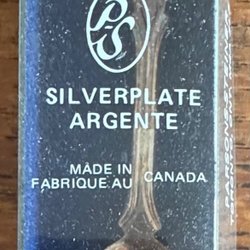 PS
SILVERPLATE
ARGENTE
MADE IN
FABRIQUE AU CANADA